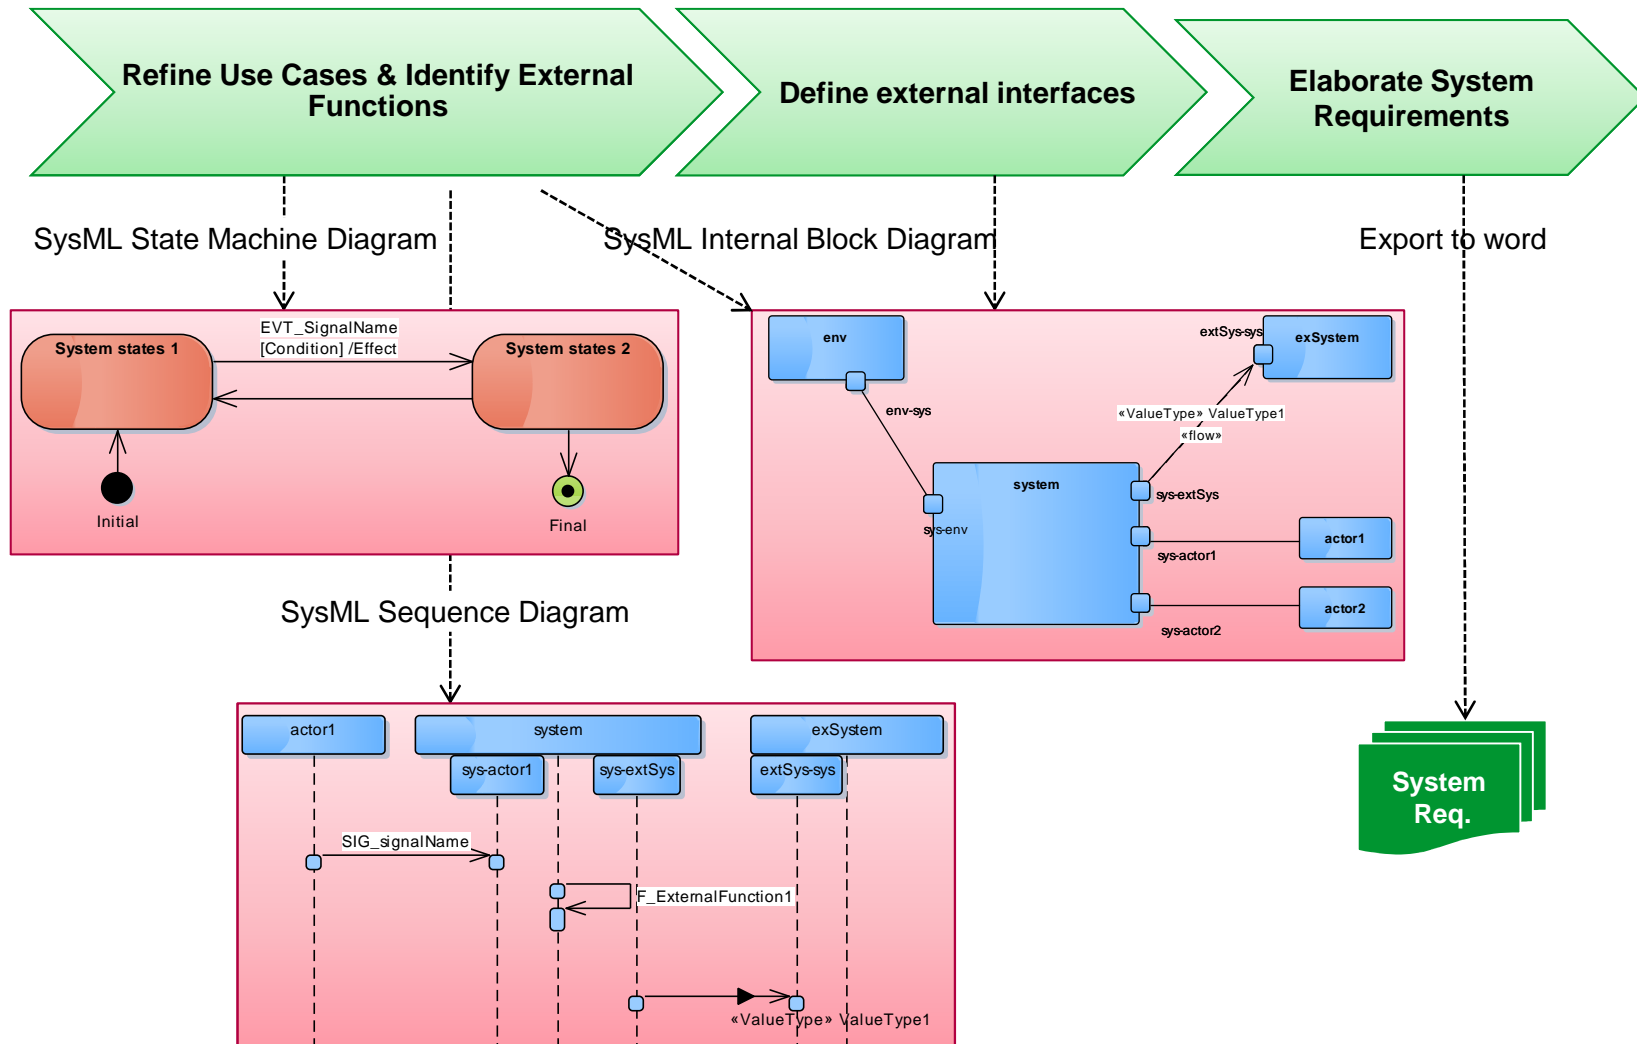 Refine Use Cases & Identify External
Functions
Define external interfaces
Elaborate System
Requirements
SysML State Machine Diagram
SysML Internal Block Diagram
Export to word
EVT_SignalName
[Condition] /Effect
System states 1
System states 2
Initial
Final
env
extSys-sys
exSystem
env-sys
«ValueType» ValueType1
«flow»
system
sys-extSys
sys-env
sys-actor1
actor1
sys-actor2
actor2
SysML Sequence Diagram
actor1
system
exSystem
sys-actor1
sys-extSys
extSys-sys
SIG_signalName
F_ExternalFunction1
«ValueType» ValueType1
System
Req.